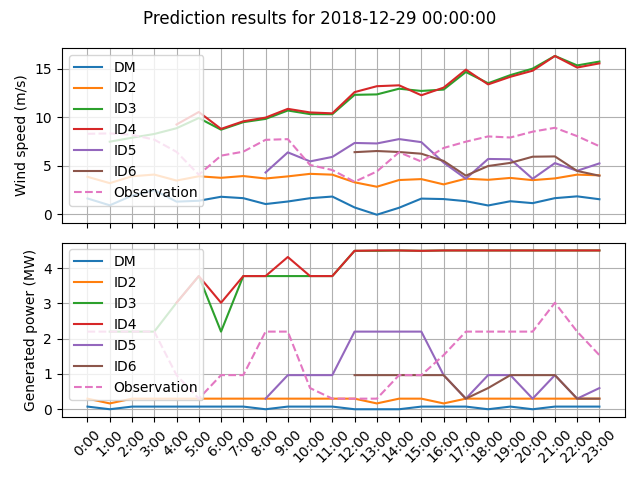 Prediction results for 2018-12-29 00:00:00
Wind speed (m/s)
15
10
5
0
DM
ID2
ID3
ID4
ID5
ID6
Observation
Generated power (MW)
4
3
2
1
0
DM
ID2
ID3
ID4
ID5
ID6
Observation
0:00 1:00 2:00 3:00 4:00 5:00 6:00 7:00 8:00 9:00 10:00 11:00 12:00 13:00 14:00 15:00 16:00 17:00 18:00 19:00 20:00 21:00 22:00 23:00